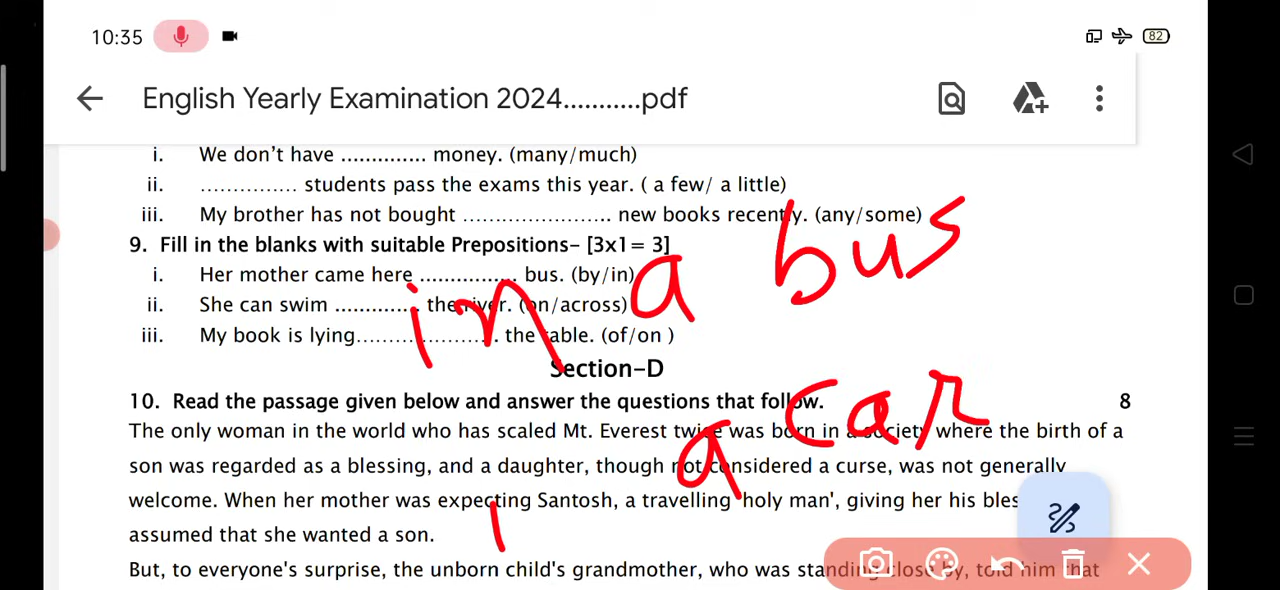 10:35 82
English Yearly Examination 2024...........pdf
i. We don't have .............. money. (many/much)
ii. ............... students pass the exams this year. ( a few/ a little)
iii. My brother has not bought ...................... new books recently. (any/some)
9. Fill in the blanks with suitable Prepositions– [3x1= 3]
i. Her mother came here ................ bus. (by/in)
ii. She can swim ............. the river. (on/across)
iii. My book is lying...................... the table. (of/on )
in a bus
Section-D
a car
10. Read the passage given below and answer the questions that follow. 8
The only woman in the world who has scaled Mt. Everest twice was born in a society where the birth of a
son was regarded as a blessing, and a daughter, though not considered a curse, was not generally
welcome. When her mother was expecting Santosh, a travelling 'holy man', giving her his bles
assumed that she wanted a son.
But, to everyone's surprise, the unborn child's grandmother, who was standing close by, told him that